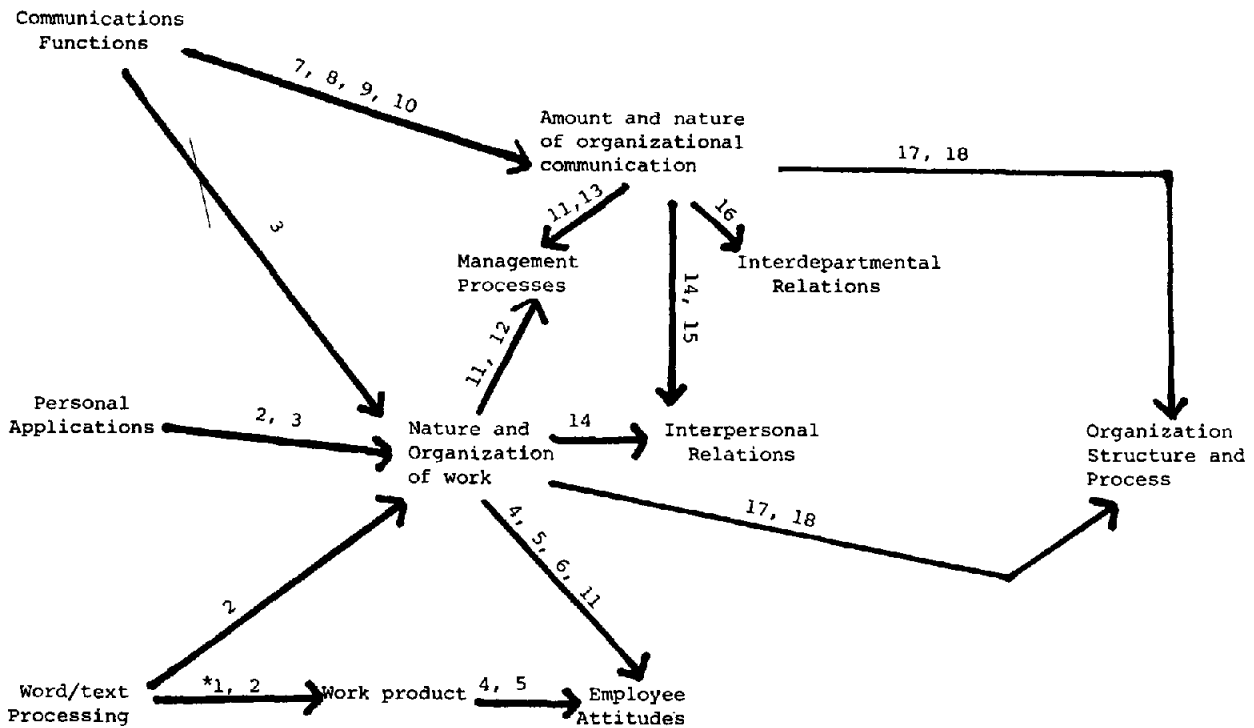 Communications
Functions
7, 8, 9, 10
Amount and nature
of organizational
communication
17, 18
3
11,13
16
Management
Processes
Interdepartmental
Relations
14, 15
11, 12
Personal
Applications
2, 3
Nature and
Organization
of work
14
Interpersonal
Relations
Organization
Structure and
Process
17, 18
4, 5, 6, 11
2
Word/text
Processing
*1, 2
Work product
4, 5
Employee
Attitudes